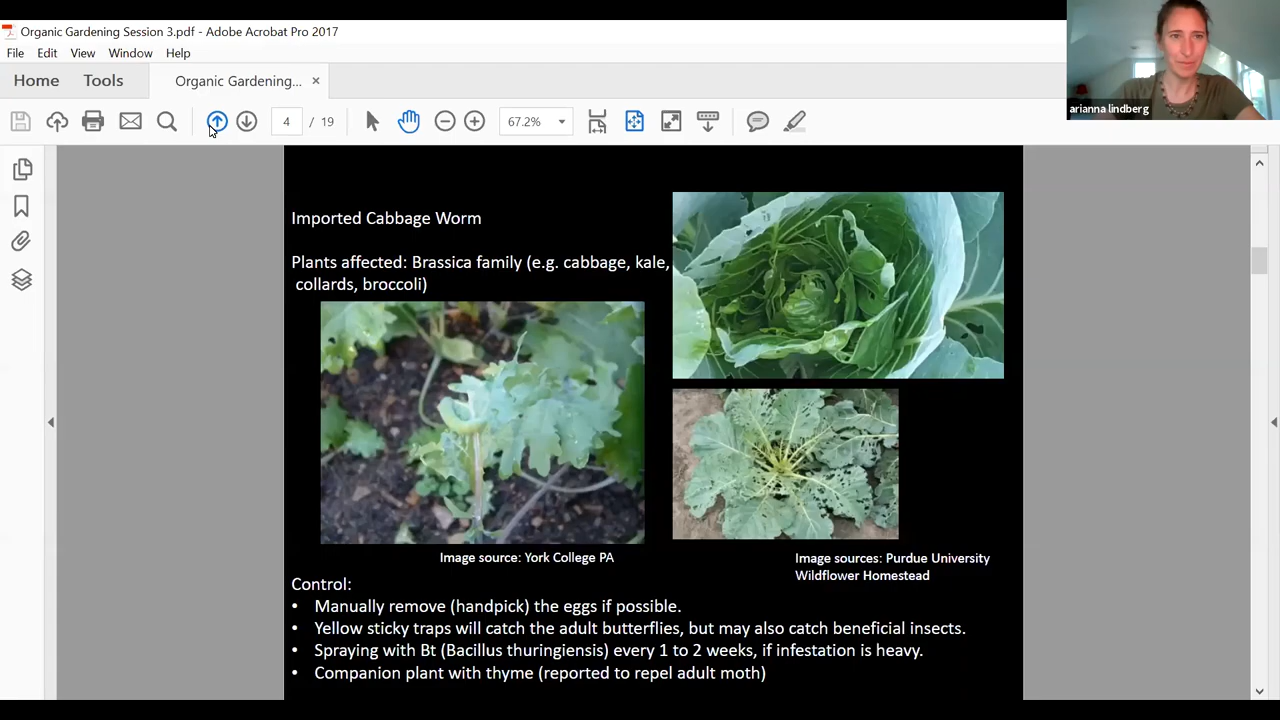 Organic Gardening Session 3.pdf - Adobe Acrobat Pro 2017
File Edit View Window Help
Home Tools Organic Gardening... ×
arianna lindberg
4 / 19 67.2%
Imported Cabbage Worm
Plants affected: Brassica family (e.g. cabbage, kale,
collards, broccoli)
Image source: York College PA
Image sources: Purdue University
Wildflower Homestead
Control:
• Manually remove (handpick) the eggs if possible.
• Yellow sticky traps will catch the adult butterflies, but may also catch beneficial insects.
• Spraying with Bt (Bacillus thuringiensis) every 1 to 2 weeks, if infestation is heavy.
• Companion plant with thyme (reported to repel adult moth)